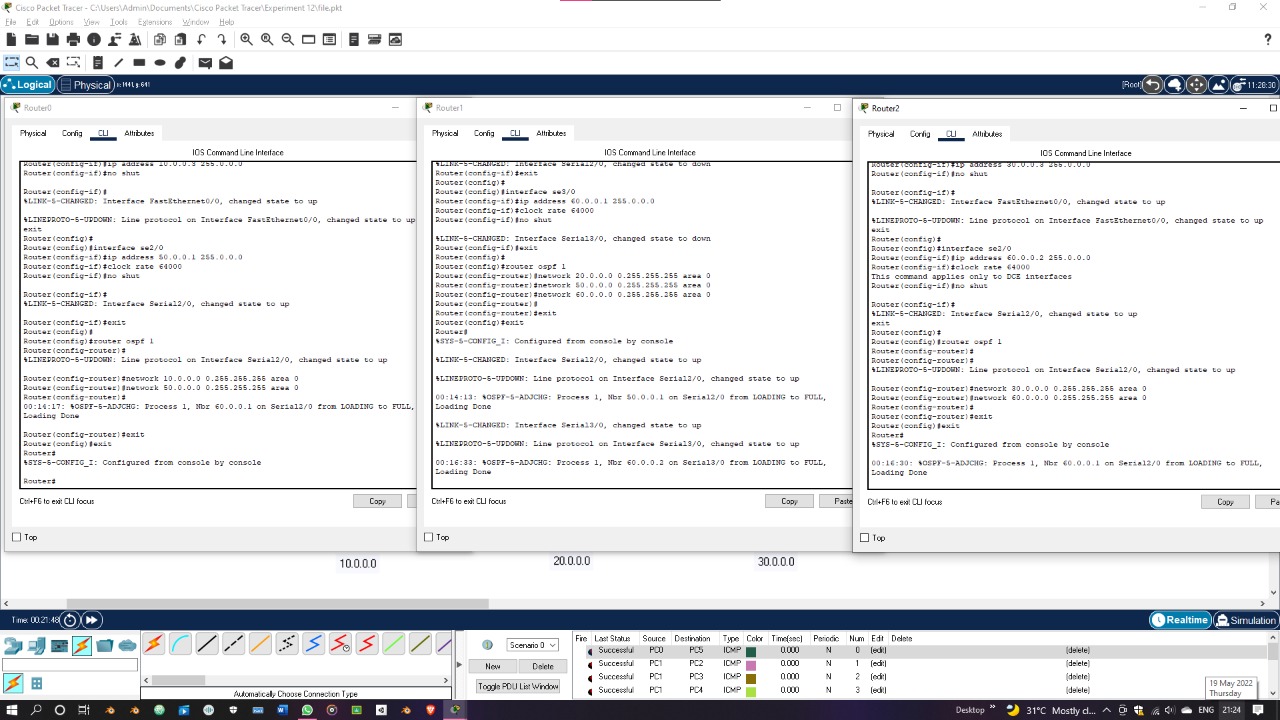 Cisco Packet Tracer - C:\Users\Admin\Documents\Cisco Packet Tracer\Experiment 12\file.pkt
File Edit Options View Tools Extensions Window Help
Logical Physical x: 1441, y: 641 [Root] 11:28:30
Router0
Physical Config CLI Attributes
IOS Command Line Interface
Router(config-if)#ip address 10.0.0.3 255.0.0.0
Router(config-if)#no shut
Router(config-if)#
%LINK-5-CHANGED: Interface FastEthernet0/0, changed state to up
%LINEPROTO-5-UPDOWN: Line protocol on Interface FastEthernet0/0, changed state to up
exit
Router(config)#
Router(config)#interface se2/0
Router(config-if)#ip address 50.0.0.1 255.0.0.0
Router(config-if)#clock rate 64000
Router(config-if)#no shut
Router(config-if)#
%LINK-5-CHANGED: Interface Serial2/0, changed state to up
Router(config-if)#exit
Router(config)#
Router(config)#router ospf 1
Router(config-router)#
%LINEPROTO-5-UPDOWN: Line protocol on Interface Serial2/0, changed state to up
Router(config-router)#network 10.0.0.0 0.255.255.255 area 0
Router(config-router)#network 50.0.0.0 0.255.255.255 area 0
Router(config-router)#
00:14:17: %OSPF-5-ADJCHG: Process 1, Nbr 60.0.0.1 on Serial2/0 from LOADING to FULL,
Loading Done
Router(config-router)#exit
Router(config)#exit
Router#
%SYS-5-CONFIG_I: Configured from console by console
Router#
Ctrl+F6 to exit CLI focus
Copy
Top
Router1
Physical Config CLI Attributes
IOS Command Line Interface
%LINK-5-CHANGED: Interface Serial2/0, changed state to down
Router(config-if)#exit
Router(config)#
Router(config)#interface se3/0
Router(config-if)#ip address 60.0.0.1 255.0.0.0
Router(config-if)#clock rate 64000
Router(config-if)#no shut
%LINK-5-CHANGED: Interface Serial3/0, changed state to down
Router(config-if)#exit
Router(config)#
Router(config)#router ospf 1
Router(config-router)#network 20.0.0.0 0.255.255.255 area 0
Router(config-router)#network 50.0.0.0 0.255.255.255 area 0
Router(config-router)#network 60.0.0.0 0.255.255.255 area 0
Router(config-router)#
Router(config-router)#exit
Router(config)#exit
Router#
%SYS-5-CONFIG_I: Configured from console by console
%LINK-5-CHANGED: Interface Serial2/0, changed state to up
%LINEPROTO-5-UPDOWN: Line protocol on Interface Serial2/0, changed state to up
00:14:13: %OSPF-5-ADJCHG: Process 1, Nbr 50.0.0.1 on Serial2/0 from LOADING to FULL,
Loading Done
%LINK-5-CHANGED: Interface Serial3/0, changed state to up
%LINEPROTO-5-UPDOWN: Line protocol on Interface Serial3/0, changed state to up
00:16:33: %OSPF-5-ADJCHG: Process 1, Nbr 60.0.0.2 on Serial3/0 from LOADING to FULL,
Loading Done
Ctrl+F6 to exit CLI focus
Copy Paste
Top
Router2
Physical Config CLI Attributes
IOS Command Line Interface
Router(config-if)#ip address 30.0.0.3 255.0.0.0
Router(config-if)#no shut
Router(config-if)#
%LINK-5-CHANGED: Interface FastEthernet0/0, changed state to up
%LINEPROTO-5-UPDOWN: Line protocol on Interface FastEthernet0/0, changed state to up
exit
Router(config)#
Router(config)#interface se2/0
Router(config-if)#ip address 60.0.0.2 255.0.0.0
Router(config-if)#clock rate 64000
This command applies only to DCE interfaces
Router(config-if)#no shut
Router(config-if)#
%LINK-5-CHANGED: Interface Serial2/0, changed state to up
exit
Router(config)#
Router(config)#router ospf 1
Router(config-router)#
Router(config-router)#
%LINEPROTO-5-UPDOWN: Line protocol on Interface Serial2/0, changed state to up
Router(config-router)#network 30.0.0.0 0.255.255.255 area 0
Router(config-router)#network 60.0.0.0 0.255.255.255 area 0
Router(config-router)#
Router(config-router)#exit
Router(config)#exit
Router#
%SYS-5-CONFIG_I: Configured from console by console
00:16:30: %OSPF-5-ADJCHG: Process 1, Nbr 60.0.0.1 on Serial2/0 from LOADING to FULL,
Loading Done
Ctrl+F6 to exit CLI focus
Copy Pa
Top
10.0.0.0 20.0.0.0 30.0.0.0
Time: 00:21:48 Realtime Simulation
Automatically Choose Connection Type
Scenario 0
New Delete
Toggle PDU List Window
Fire Last Status Source Destination Type Color Time(sec) Periodic Num Edit Delete
Successful PC0 PC5 ICMP 0.000 N 0 (edit) (delete)
Successful PC1 PC2 ICMP 0.000 N 1 (edit) (delete)
Successful PC1 PC3 ICMP 0.000 N 2 (edit) (delete)
Successful PC1 PC4 ICMP 0.000 N 3 (edit) (delete)
19 May 2022
Thursday
Desktop 31°C Mostly c... ENG 21:24